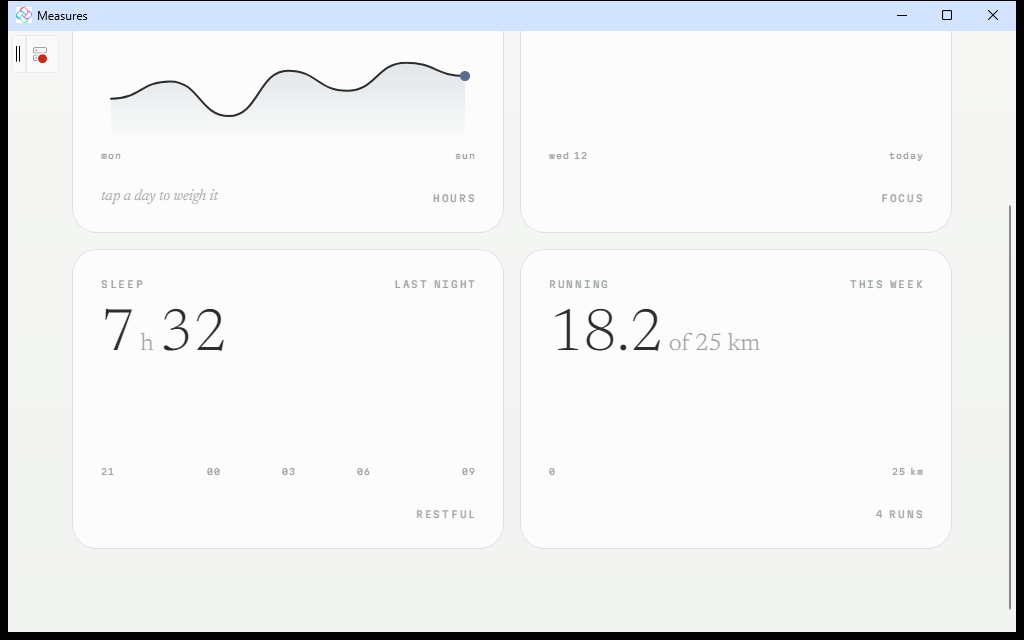 Measures
mon sun
tap a day to weigh it HOURS
wed 12 today
FOCUS
SLEEP LAST NIGHT
7 h 32
21 00 03 06 09
RESTFUL
RUNNING THIS WEEK
18.2 of 25 km
0 25 km
4 RUNS